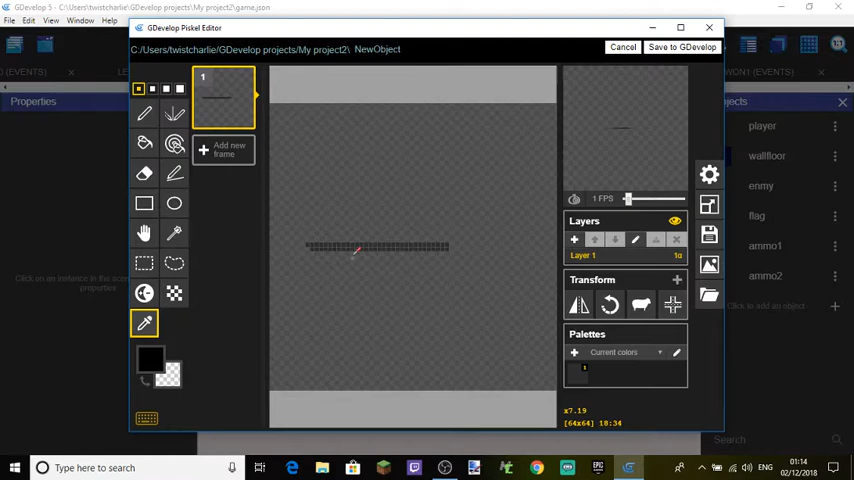 GDevelop 5 - C:\Users\twistcharlie\GDevelop projects\My project2\game.json
File Edit View Window Help
GDevelop Piskel Editor
C:/Users/twistcharlie/GDevelop projects/My project2\ NewObject
Cancel Save to GDevelop
(EVENTS)
WON1 (EVENTS)
Properties
Click on an instance in the scene
properties
1
Add new
frame
1 FPS
Layers
Layer 1 1α
Transform
Palettes
Current colors
1
x7.19
[64x64] 18:34
player
wallfloor
enmy
flag
ammo1
ammo2
Click to add an object
Search
Type here to search
ENG
01:14
02/12/2018